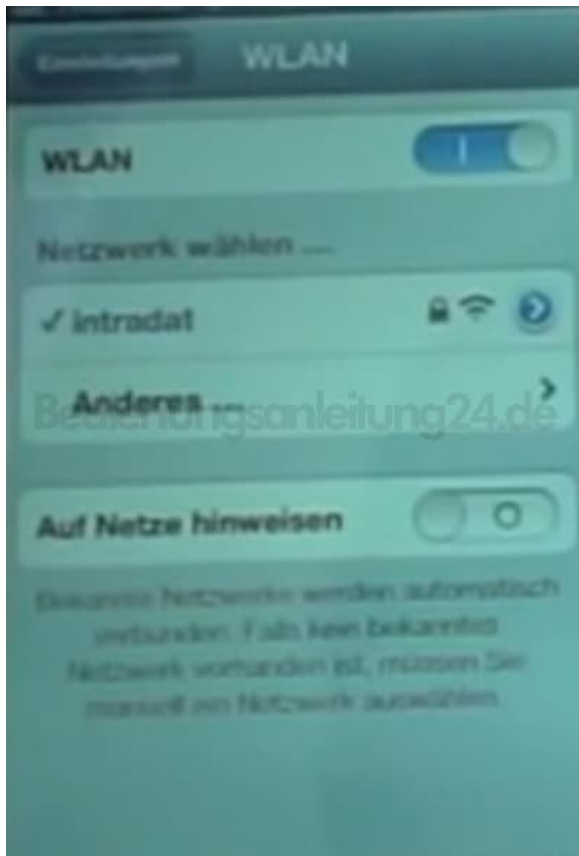 Einstellungen WLAN
WLAN
Netzwerk wählen ...
✓ intradat
Anderes ...
Bedienungsanleitung24.de
Auf Netze hinweisen
Bekannte Netzwerke werden automatisch
verbunden. Falls kein bekanntes
Netzwerk vorhanden ist, müssen Sie
manuell ein Netzwerk auswählen.